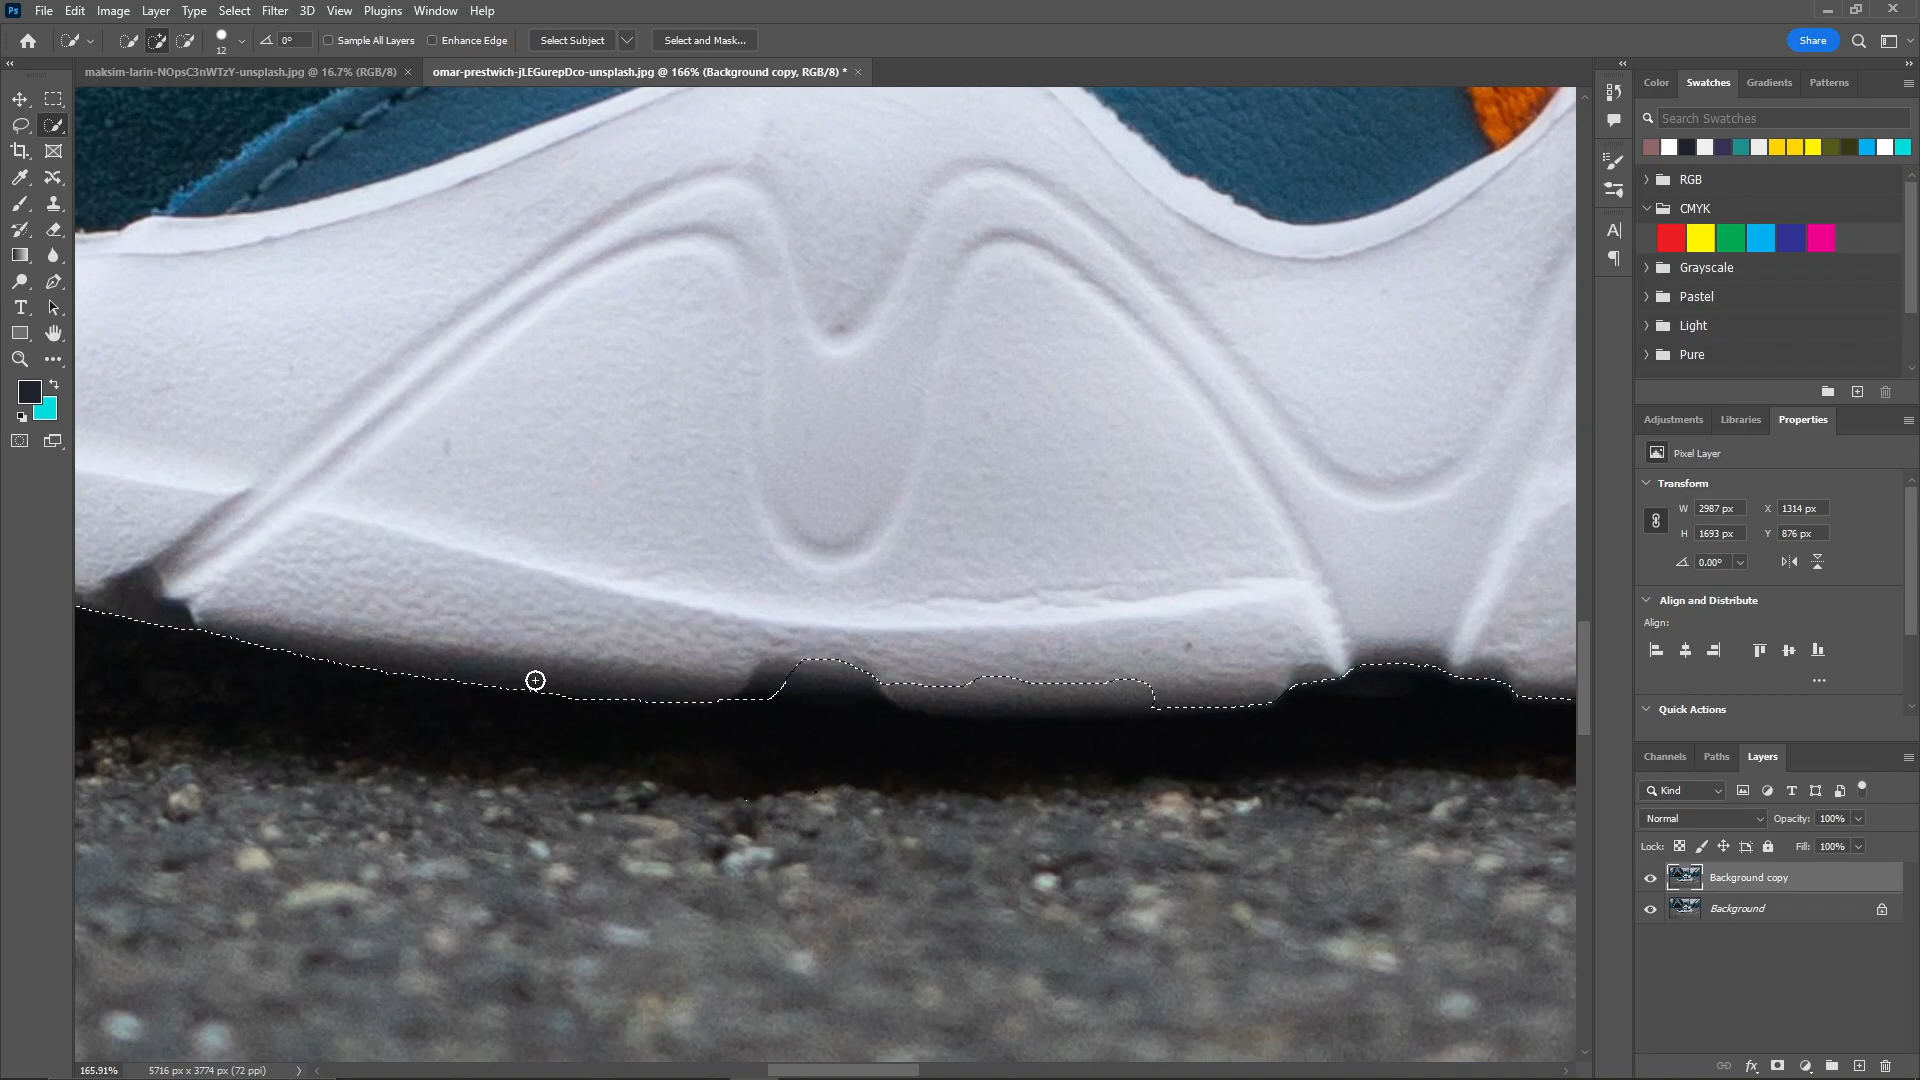 Ps File Edit Image Layer Type Select Filter 3D View Plugins Window Help
12 0° Sample All Layers Enhance Edge Select Subject Select and Mask... Share
maksim-larin-NOpsC3nWTzY-unsplash.jpg @ 16.7% (RGB/8) × omar-prestwich-jLEGurepDco-unsplash.jpg @ 166% (Background copy, RGB/8) * ×
Color Swatches Gradients Patterns
Search Swatches
RGB
CMYK
Grayscale
Pastel
Light
Pure
Adjustments Libraries Properties
Pixel Layer
Transform
W 2987 px X 1314 px
H 1693 px Y 876 px
0.00°
Align and Distribute
Align:
Quick Actions
Channels Paths Layers
Kind
Normal Opacity: 100%
Lock: Fill: 100%
Background copy
Background
165.91% 5716 px x 3774 px (72 ppi)